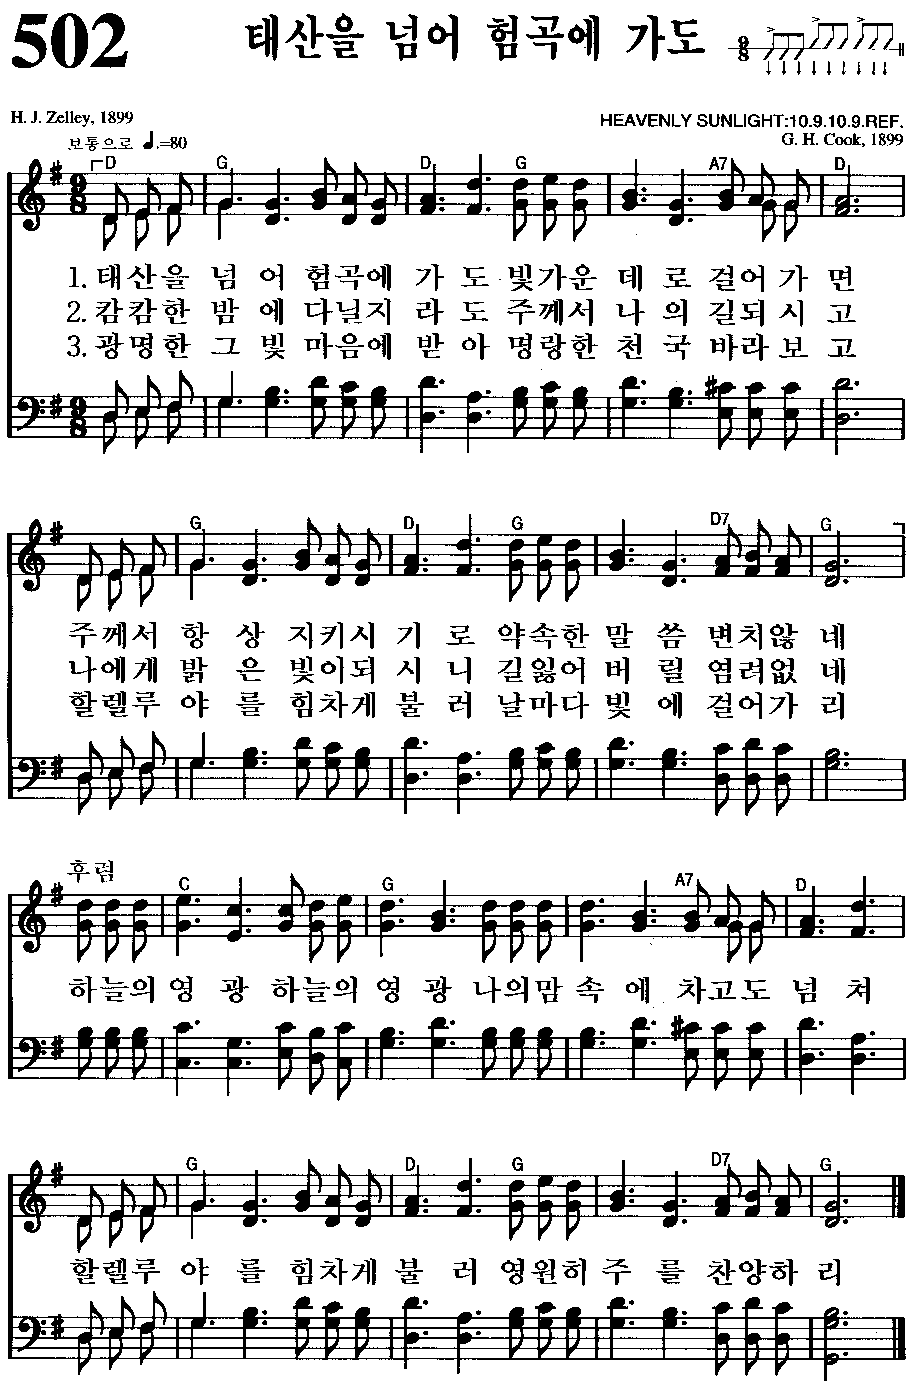 502 태산을 넘어 험곡에 가도
H. J. Zelley, 1899
HEAVENLY SUNLIGHT:10.9.10.9.REF.
보통으로 ♩.=80
G. H. Cook, 1899
D G D G A7 D
1. 태산을 넘 어 험곡에 가 도 빛가운 데 로 걸어가 면
2. 캄캄한 밤 에 다닐지 라 도 주께서 나 의 길되시 고
3. 광명한 그 빛 마음에 받 아 명랑한 천 국 바라보 고
G D G D7 G
주께서 항 상 지키시 기 로 약속한 말 씀 변치않 네
나에게 밝 은 빛이되 시 니 길잃어 버 릴 염려없 네
할렐루 야 를 힘차게 불 러 날마다 빛 에 걸어가 리
후렴
C G A7 D
하늘의 영 광 하늘의 영 광 나의맘 속 에 차고도 넘 쳐
G D G D7 G
할렐루 야 를 힘차게 불 러 영원히 주 를 찬양하 리